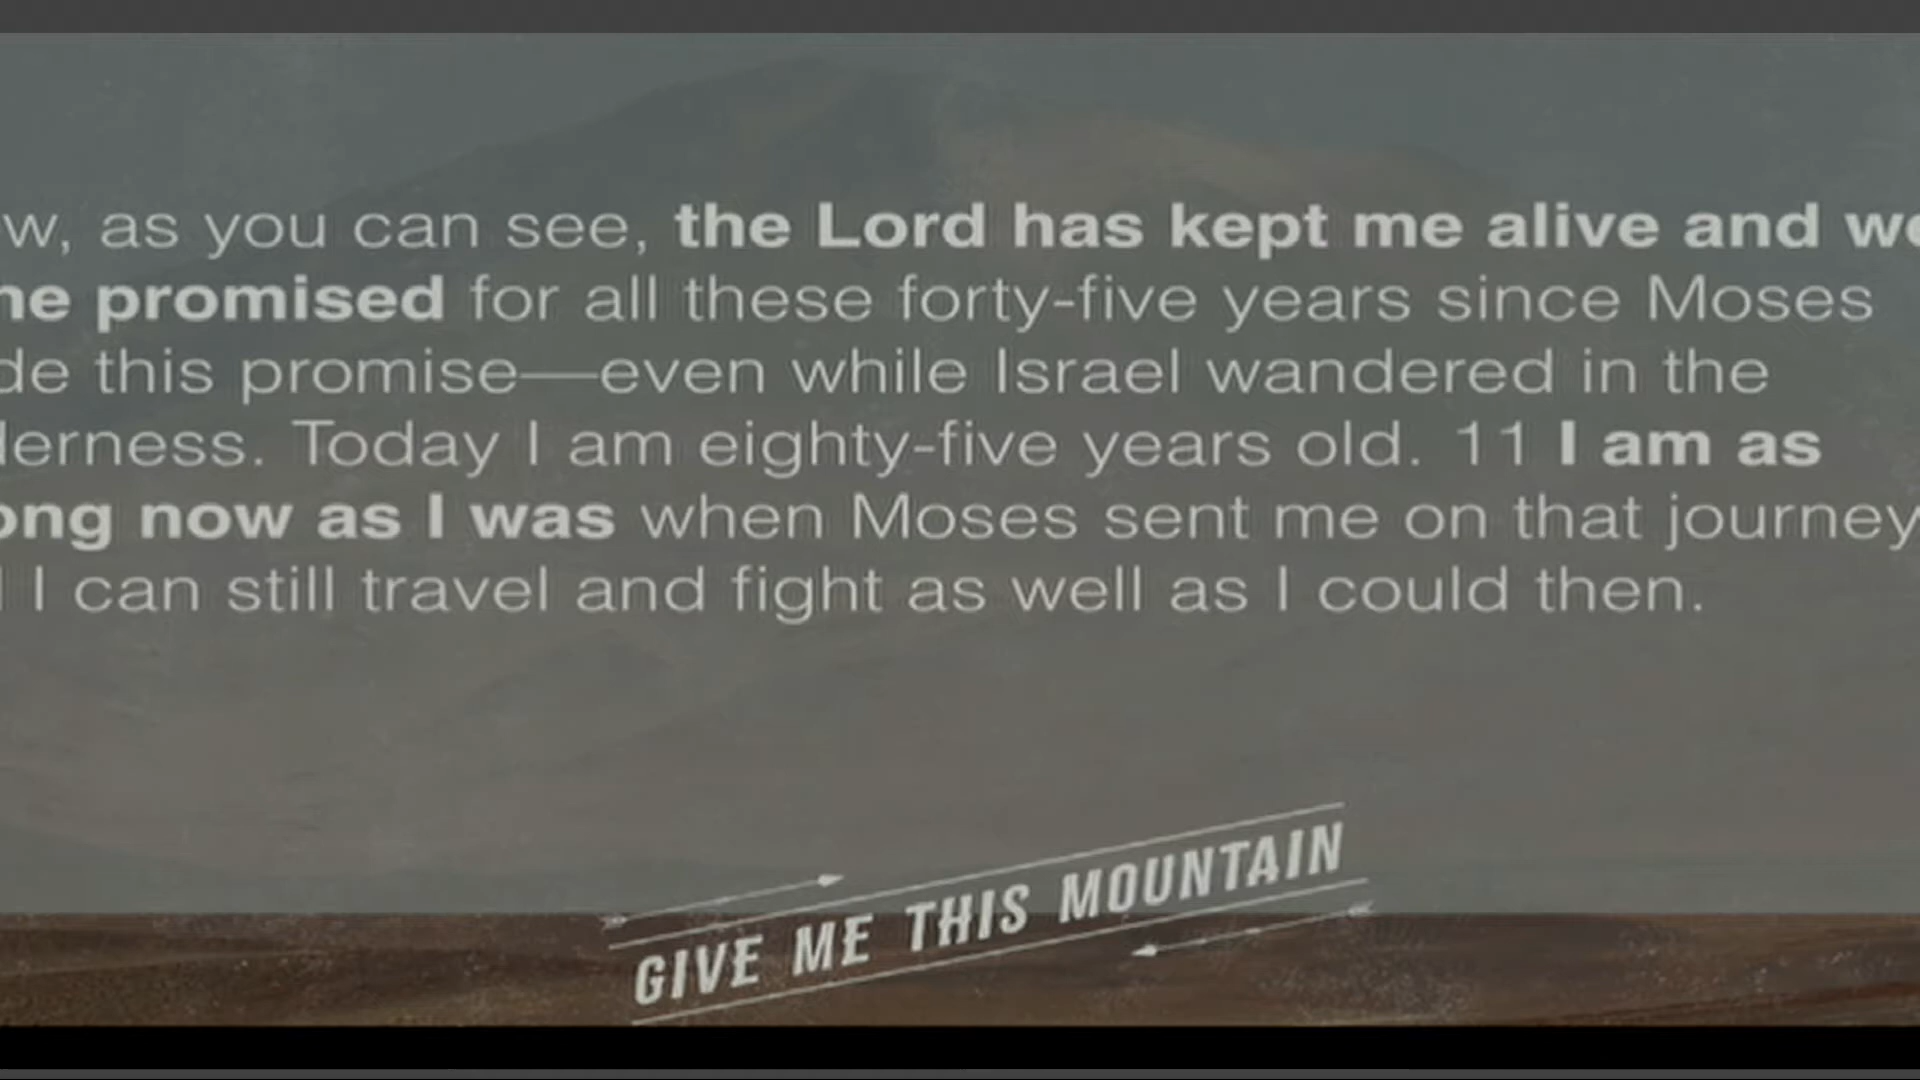 w, as you can see, the Lord has kept me alive and we
he promised for all these forty-five years since Moses
de this promise—even while Israel wandered in the
derness. Today I am eighty-five years old. 11 I am as
ong now as I was when Moses sent me on that journey
I can still travel and fight as well as I could then.
GIVE ME THIS MOUNTAIN